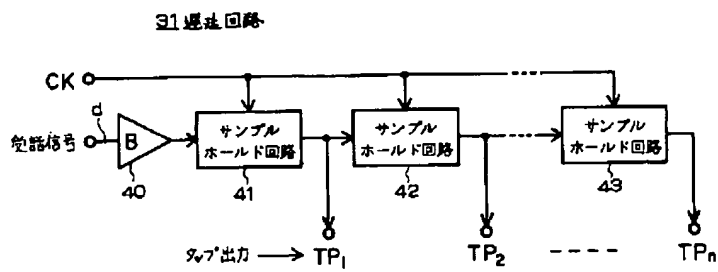 31 遅延回路
CK
受話信号
d
B
40
サンプル
ホールド回路
41
サンプル
ホールド回路
42
サンプル
ホールド回路
43
タップ出力
TP1
TP2
TPn